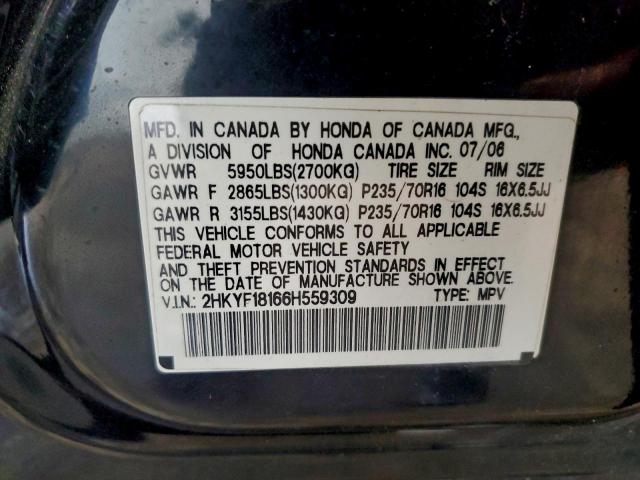 MFD. IN CANADA BY HONDA OF CANADA MFG.,
A DIVISION OF HONDA CANADA INC. 07/06
GVWR 5950LBS(2700KG) TIRE SIZE RIM SIZE
GAWR F 2865LBS(1300KG) P235/70R16 104S 16X6.5JJ
GAWR R 3155LBS(1430KG) P235/70R16 104S 16X6.5JJ
THIS VEHICLE CONFORMS TO ALL APPLICABLE
FEDERAL MOTOR VEHICLE SAFETY
AND THEFT PREVENTION STANDARDS IN EFFECT
ON THE DATE OF MANUFACTURE SHOWN ABOVE.
V.I.N.: 2HKYF18166H559309 TYPE: MPV